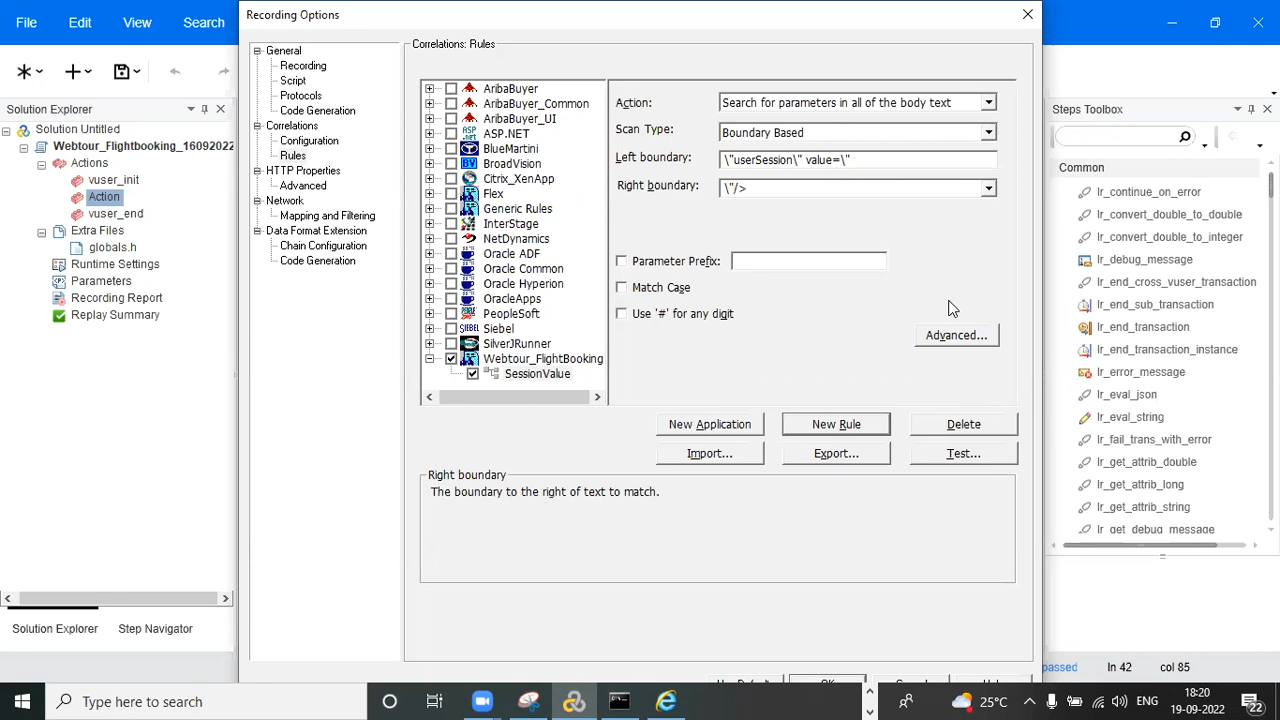 File Edit View Search
Recording Options
Solution Explorer
Solution Untitled
Webtour_Flightbooking_16092022
Actions
vuser_init
Action
vuser_end
Extra Files
globals.h
Runtime Settings
Parameters
Recording Report
Replay Summary
Solution Explorer Step Navigator
General
Recording
Script
Protocols
Code Generation
Correlations
Configuration
Rules
HTTP Properties
Advanced
Network
Mapping and Filtering
Data Format Extension
Chain Configuration
Code Generation
Correlations: Rules
AribaBuyer
AribaBuyer_Common
AribaBuyer_UI
ASP.NET
BlueMartini
BroadVision
Citrix_XenApp
Flex
Generic Rules
InterStage
NetDynamics
Oracle ADF
Oracle Common
Oracle Hyperion
OracleApps
PeopleSoft
Siebel
SilverJRunner
Webtour_FlightBooking
SessionValue
Action: Search for parameters in all of the body text
Scan Type: Boundary Based
Left boundary: \"userSession\" value=\"
Right boundary: \"/>
Parameter Prefix:
Match Case
Use '#' for any digit
Advanced...
New Application New Rule Delete
Import... Export... Test...
Right boundary
The boundary to the right of text to match.
Steps Toolbox
Common
lr_continue_on_error
lr_convert_double_to_double
lr_convert_double_to_integer
lr_debug_message
lr_end_cross_vuser_transaction
lr_end_sub_transaction
lr_end_transaction
lr_end_transaction_instance
lr_error_message
lr_eval_json
lr_eval_string
lr_fail_trans_with_error
lr_get_attrib_double
lr_get_attrib_long
lr_get_attrib_string
lr_get_debug_message
passed ln 42 col 85
Type here to search
25°C ENG 18:20
19-09-2022 22